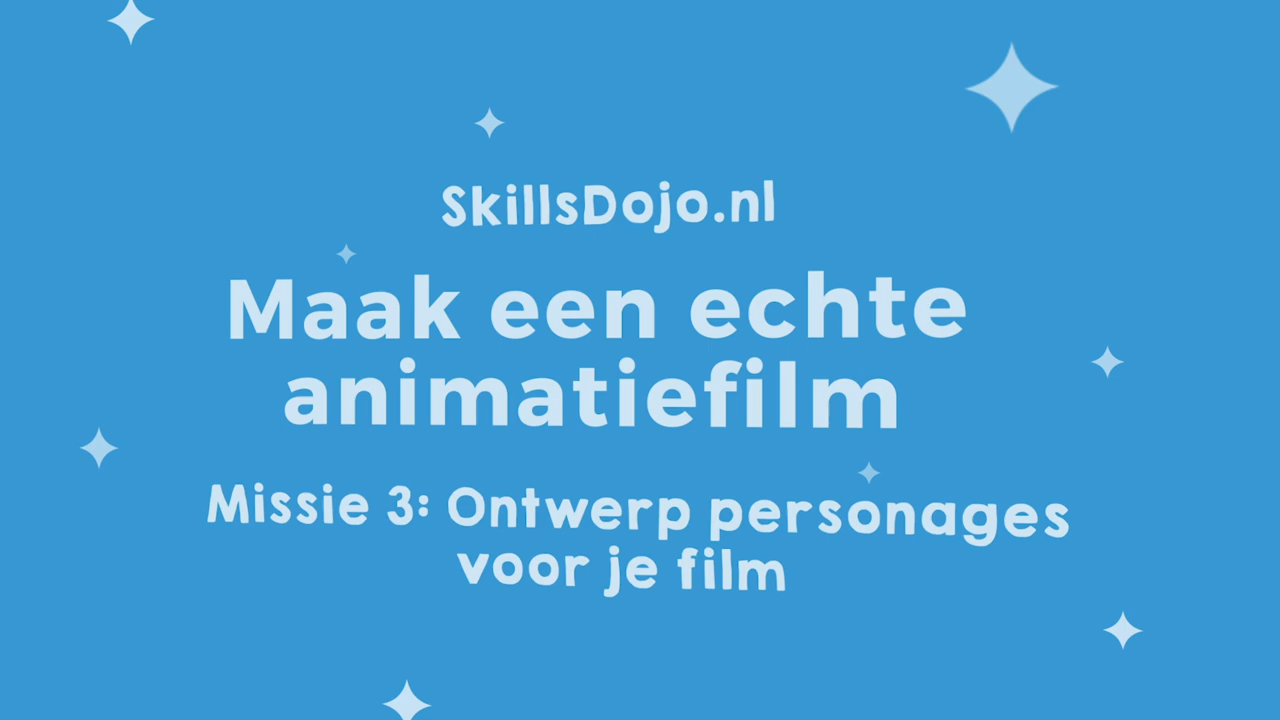 SkillsDojo.nl
Maak een echte
animatiefilm
Missie 3: Ontwerp personages
voor je film